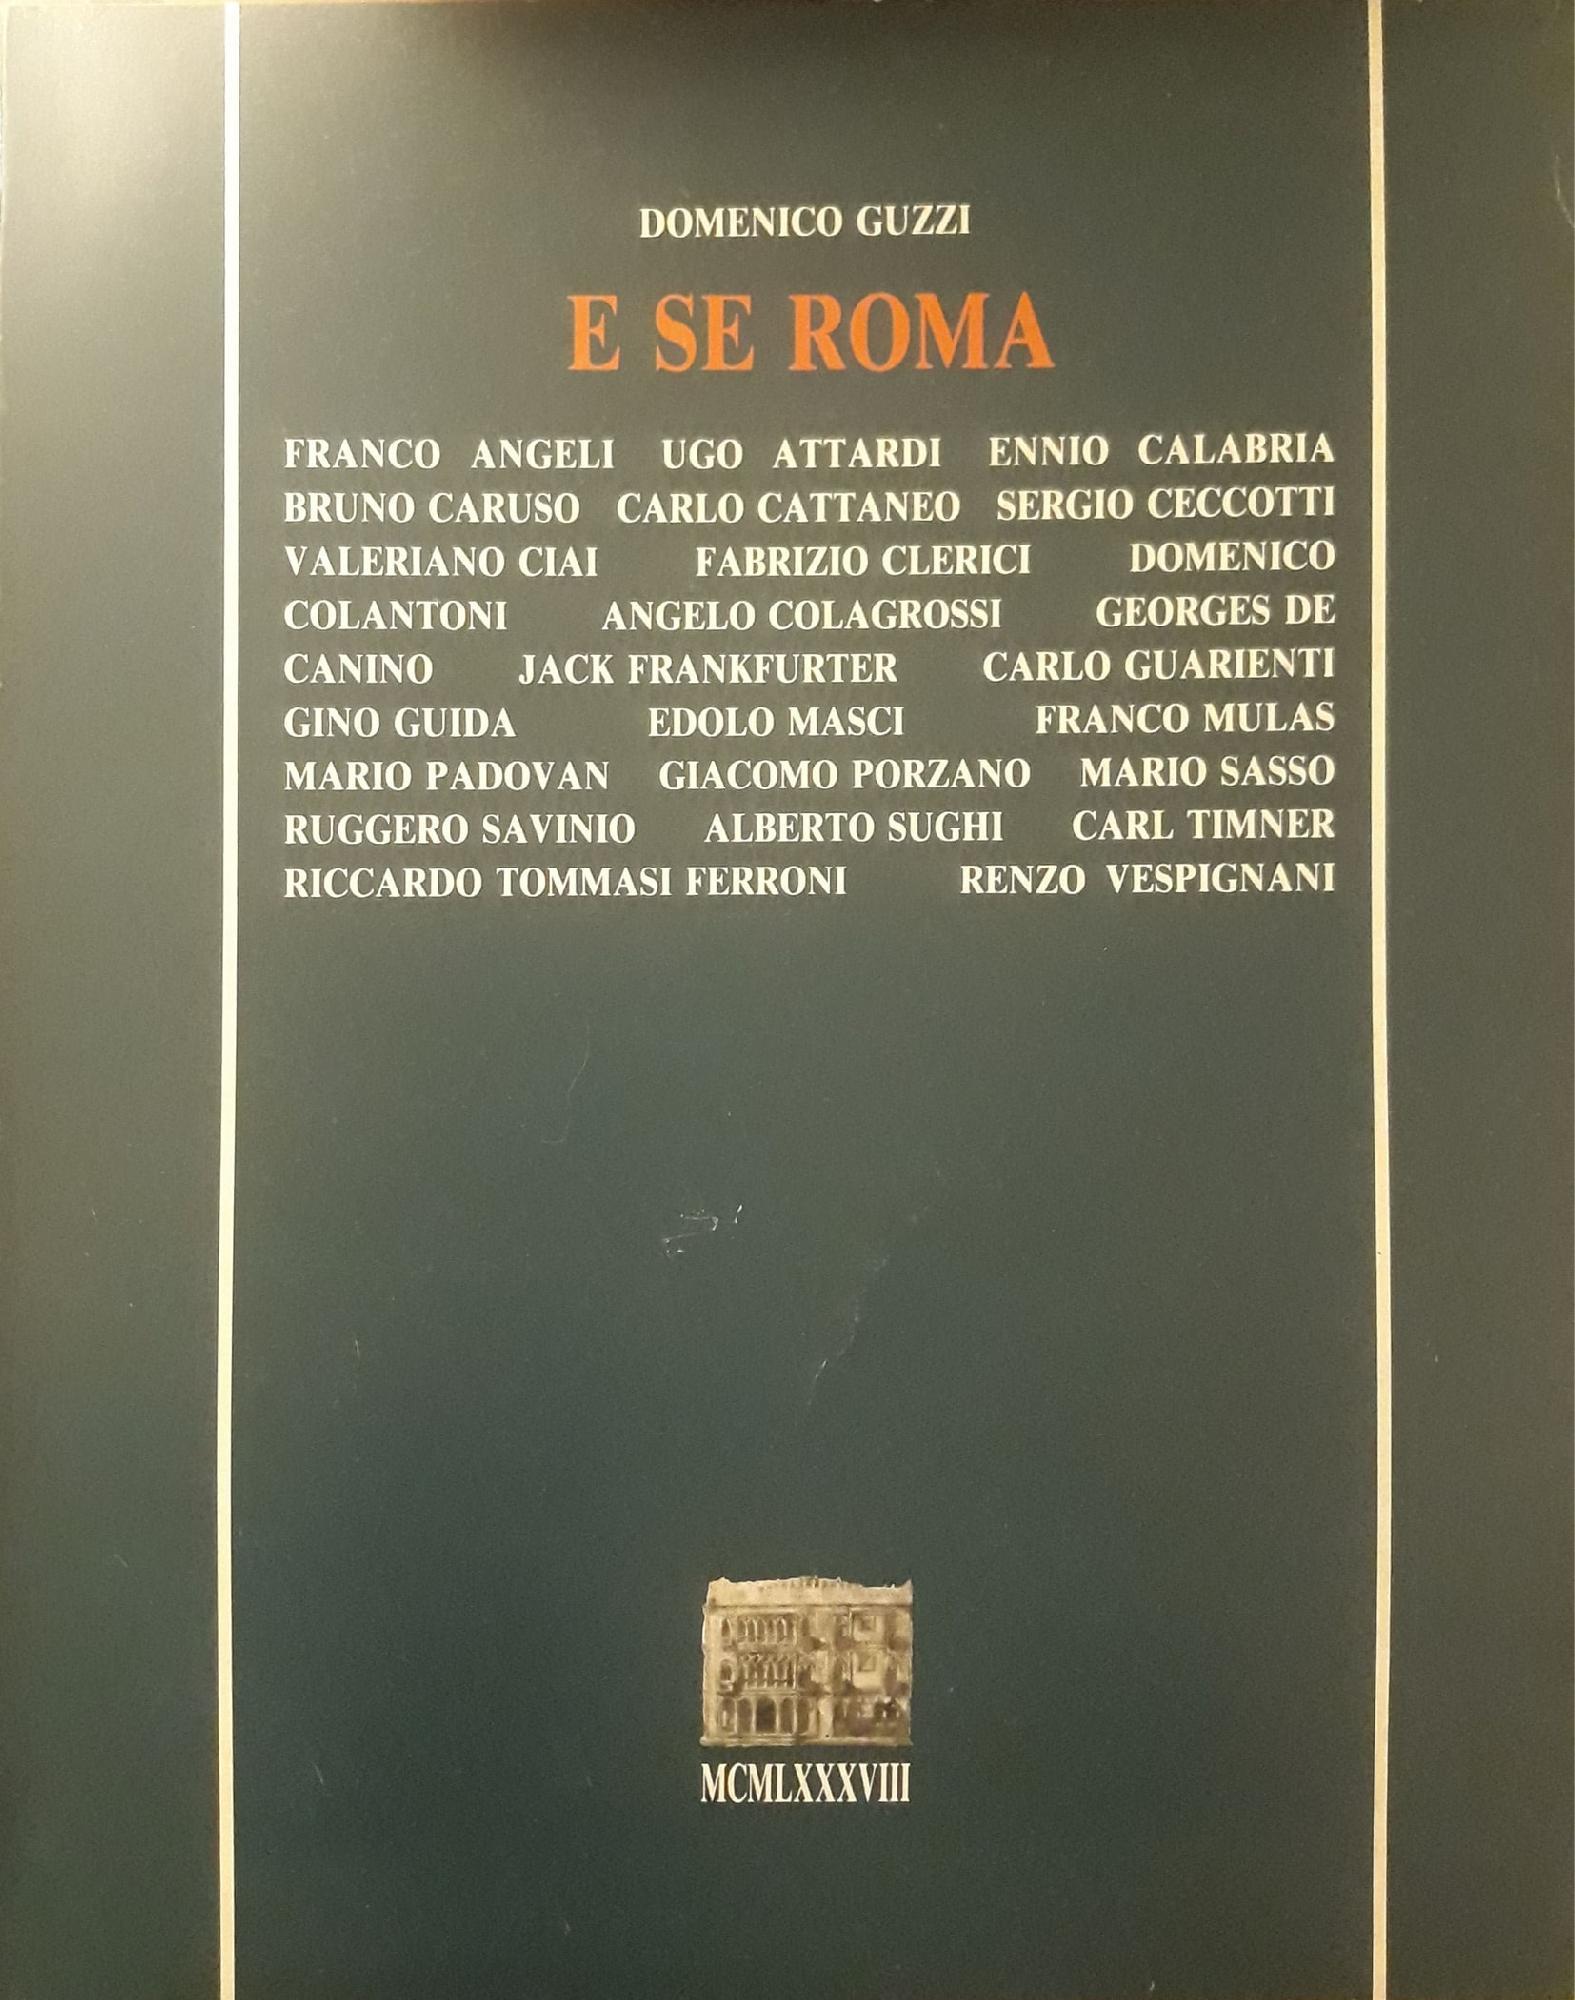 DOMENICO GUZZI
E SE ROMA
FRANCO ANGELI UGO ATTARDI ENNIO CALABRIA
BRUNO CARUSO CARLO CATTANEO SERGIO CECCOTTI
VALERIANO CIAI FABRIZIO CLERICI DOMENICO
COLANTONI ANGELO COLAGROSSI GEORGES DE
CANINO JACK FRANKFURTER CARLO GUARIENTI
GINO GUIDA EDOLO MASCI FRANCO MULAS
MARIO PADOVAN GIACOMO PORZANO MARIO SASSO
RUGGERO SAVINIO ALBERTO SUGHI CARL TIMNER
RICCARDO TOMMASI FERRONI RENZO VESPIGNANI
MCMLXXXVIII